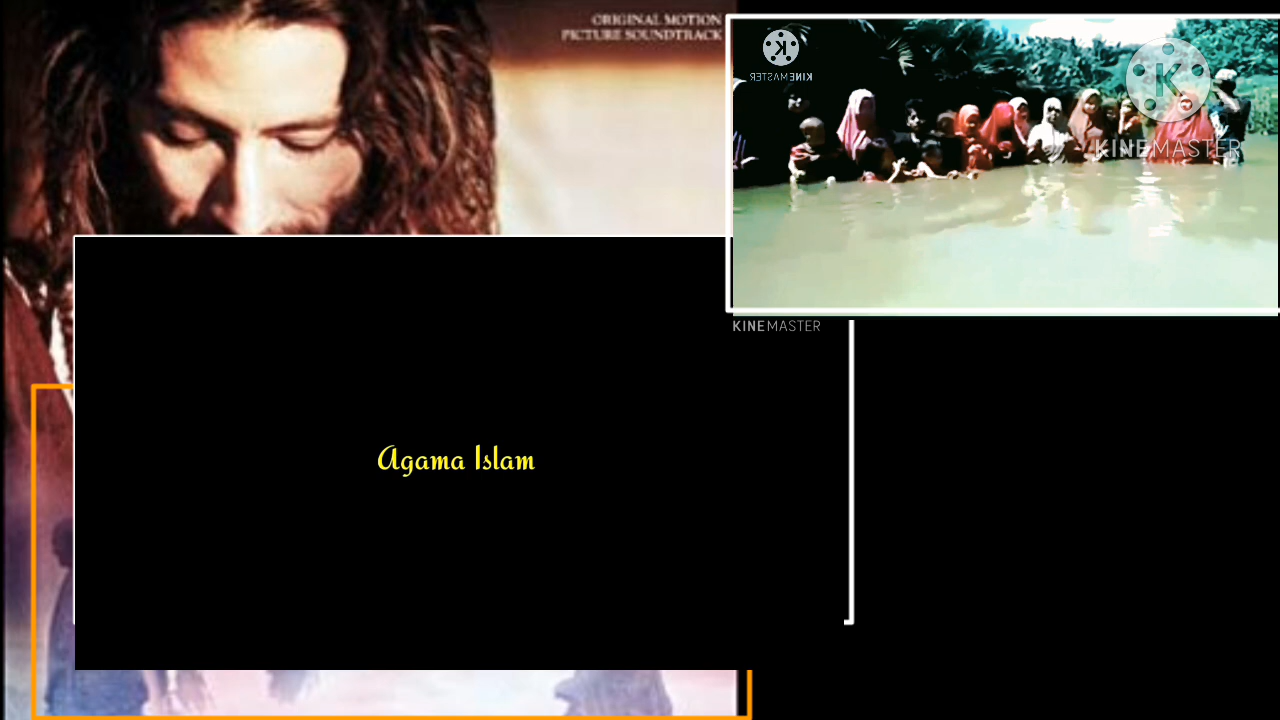 ORIGINAL MOTION
PICTURE SOUNDTRACK
KINEMASTER
KINEMASTER
KINEMASTER
Agama Islam